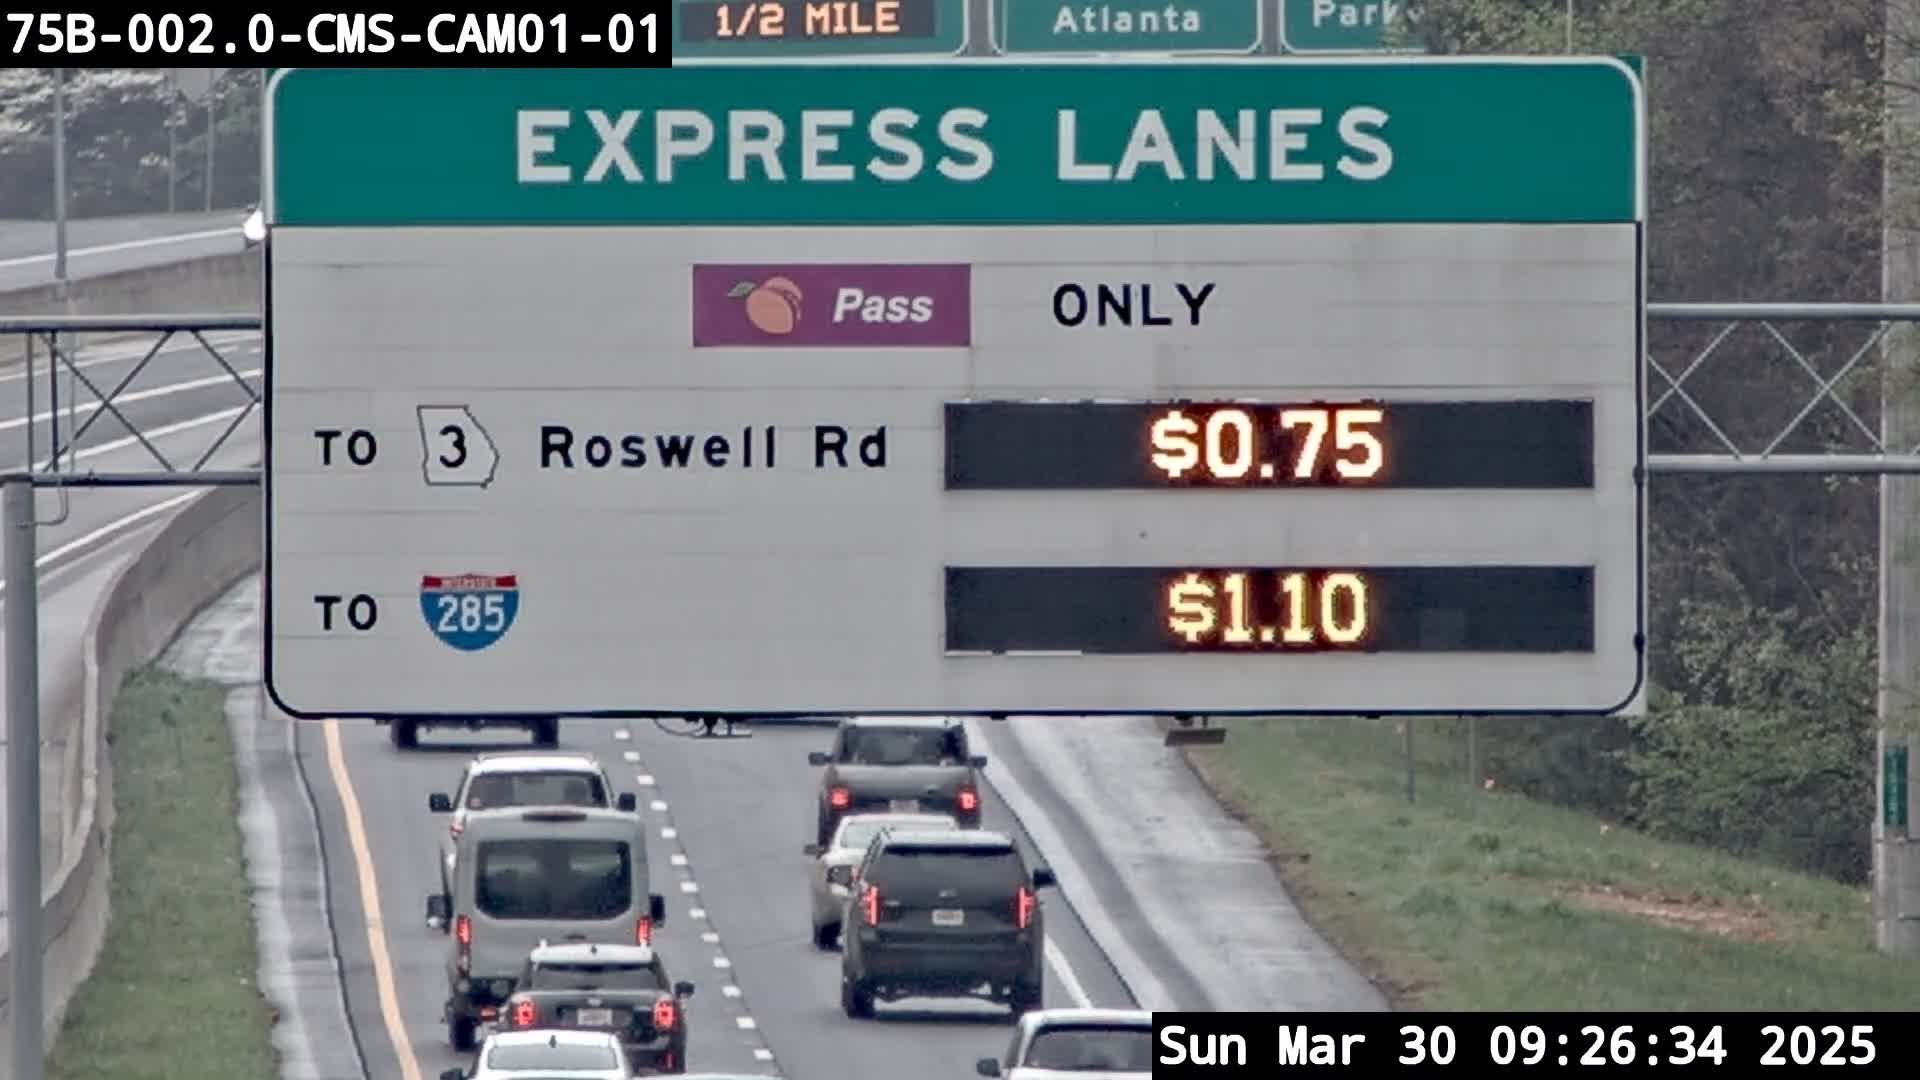 75B-002.0-CMS-CAM01-01
1/2 MILE
Atlanta
EXPRESS LANES
Pass ONLY
TO 3 Roswell Rd $0.75
TO INTERSTATE 285 $1.10
Sun Mar 30 09:26:34 2025